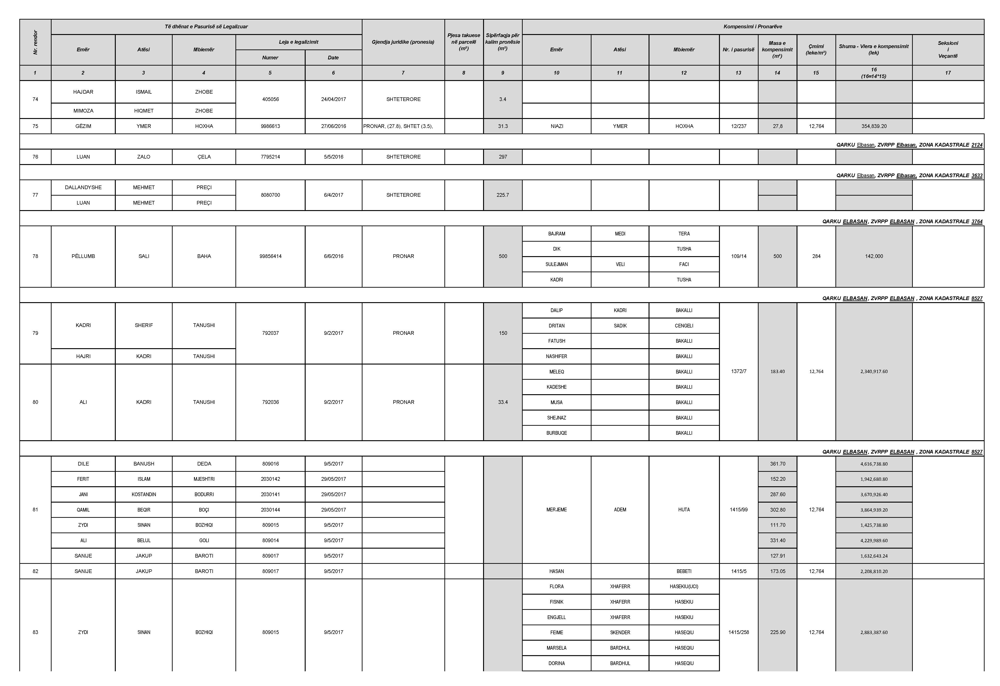 Nr. rendor
Të dhënat e Pasurisë së Legalizuar
Gjendja juridike (pronesia)
Pjesa takuese në parcelë (m²)
Sipërfaqja për kalim pronësie (m²)
Kompensimi i Pronarëve
Emër Atësi Mbiemër
Leja e legalizimit
Numer Date
Emër Atësi Mbiemër Nr. i pasurisë
Masa e kompensimit (m²)
Çmimi (leke/m²)
Shuma - Vlera e kompensimit (lek)
Seksioni i Veçantë
1 2 3 4 5 6 7 8 9 10 11 12 13 14 15 16 (16=14*15) 17
74 HAJDAR ISMAIL ZHOBE 405056 24/04/2017 SHTETERORE 3.4
MIMOZA HIQMET ZHOBE
75 GËZIM YMER HOXHA 9986613 27/06/2016 PRONAR, (27.8), SHTET (3.5), 31.3 NIAZI YMER HOXHA 12/237 27,8 12,764 354,839.20
QARKU Elbasan, ZVRPP Elbasan, ZONA KADASTRALE 2124
76 LUAN ZALO ÇELA 7795214 5/5/2016 SHTETERORE 297
QARKU Elbasan, ZVRPP Elbasan, ZONA KADASTRALE 3633
77 DALLANDYSHE MEHMET PREÇI 8080700 6/4/2017 SHTETERORE 225.7
LUAN MEHMET PREÇI
QARKU ELBASAN, ZVRPP ELBASAN , ZONA KADASTRALE 3764
78 PËLLUMB SALI BAHA 99856414 6/6/2016 PRONAR 500 BAJRAM MEDI TERA 109/14 500 284 142,000
DIK TUSHA
SULEJMAN VELI FACI
KADRI TUSHA
QARKU ELBASAN, ZVRPP ELBASAN , ZONA KADASTRALE 8527
79 KADRI SHERIF TANUSHI 792037 9/2/2017 PRONAR 150 DALIP KADRI BAKALLI 1372/7 183.40 12,764 2,340,917.60
DRITAN SADIK CENGELI
FATUSH BAKALLI
HAJRI KADRI TANUSHI NASHIFER BAKALLI
80 ALI KADRI TANUSHI 792036 9/2/2017 PRONAR 33.4 MELEQ BAKALLI
KADESHE BAKALLI
MUSA BAKALLI
SHEJNAZ BAKALLI
BURBUQE BAKALLI
QARKU ELBASAN, ZVRPP ELBASAN , ZONA KADASTRALE 8527
81 DILE BANUSH DEDA 809016 9/5/2017 MERJEME ADEM HUTA 1415/99 361.70 12,764 4,616,738.80
FERIT ISLAM MJESHTRI 2030142 29/05/2017 152.20 1,942,680.80
JANI KOSTANDIN BODURRI 2030141 29/05/2017 287.60 3,670,926.40
QAMIL BEQIR BOÇI 2030144 29/05/2017 302.80 3,864,939.20
ZYDI SINAN BOZHIQI 809015 9/5/2017 111.70 1,425,738.80
ALI BELUL GOLI 809014 9/5/2017 331.40 4,229,989.60
SANIJE JAKUP BAROTI 809017 9/5/2017 127.91 1,632,643.24
82 SANIJE JAKUP BAROTI 809017 9/5/2017 HASAN BEBETI 1415/5 173.05 12,764 2,208,810.20
83 ZYDI SINAN BOZHIQI 809015 9/5/2017 FLORA XHAFERR HASEKIU(UCI) 1415/258 225.90 12,764 2,883,387.60
FISNIK XHAFERR HASEKIU
ENGJELL XHAFERR HASEKIU
FEIME SKENDER HASEQIU
MARSELA BARDHUL HASEQIU
DORINA BARDHUL HASEQIU